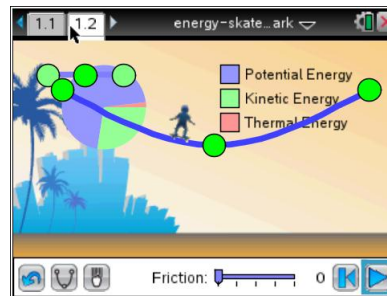 1.1 1.2 energy-skate...ark
Potential Energy
Kinetic Energy
Thermal Energy
Friction: 0